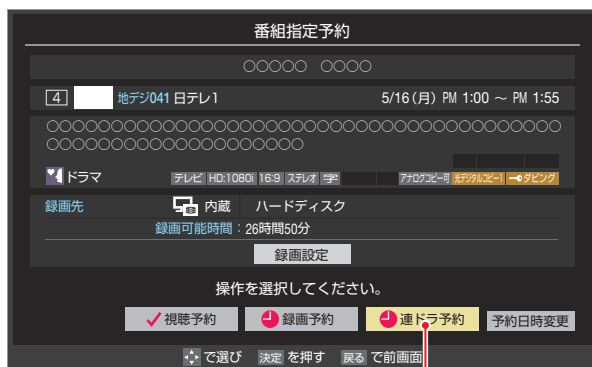 番組指定予約
○○○○○ ○○○○
4 地デジ041 日テレ1 5/16(月) PM 1:00 ～ PM 1:55
○○○○○○○○○○○○○○○○○○○○○○○○○○○○○○
○○○○○○○○○○○○○○○
ドラマ テレビ HD:1080i 16:9 ステレオ 字 アナログコピー可 光デジタルコピー1 ダビング
録画先 内蔵 ハードディスク
録画可能時間：26時間50分
録画設定
操作を選択してください。
視聴予約 録画予約 連ドラ予約 予約日時変更
で選び 決定 を押す 戻る で前画面